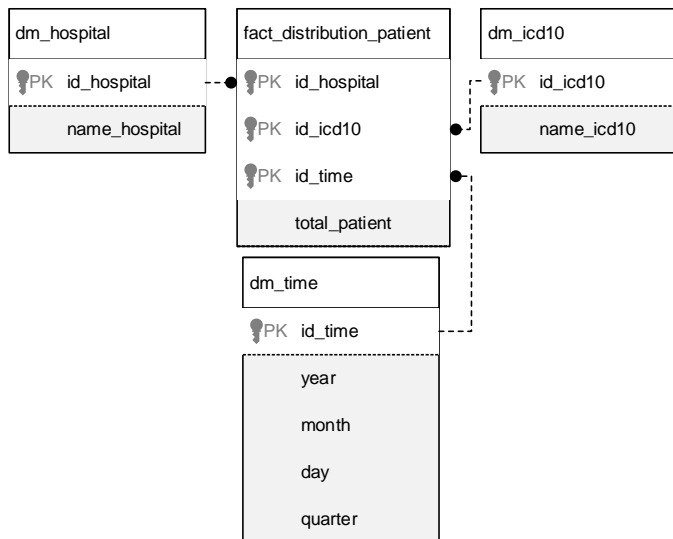 dm_hospital
PK id_hospital
name_hospital
fact_distribution_patient
PK id_hospital
PK id_icd10
PK id_time
total_patient
dm_icd10
PK id_icd10
name_icd10
dm_time
PK id_time
year
month
day
quarter